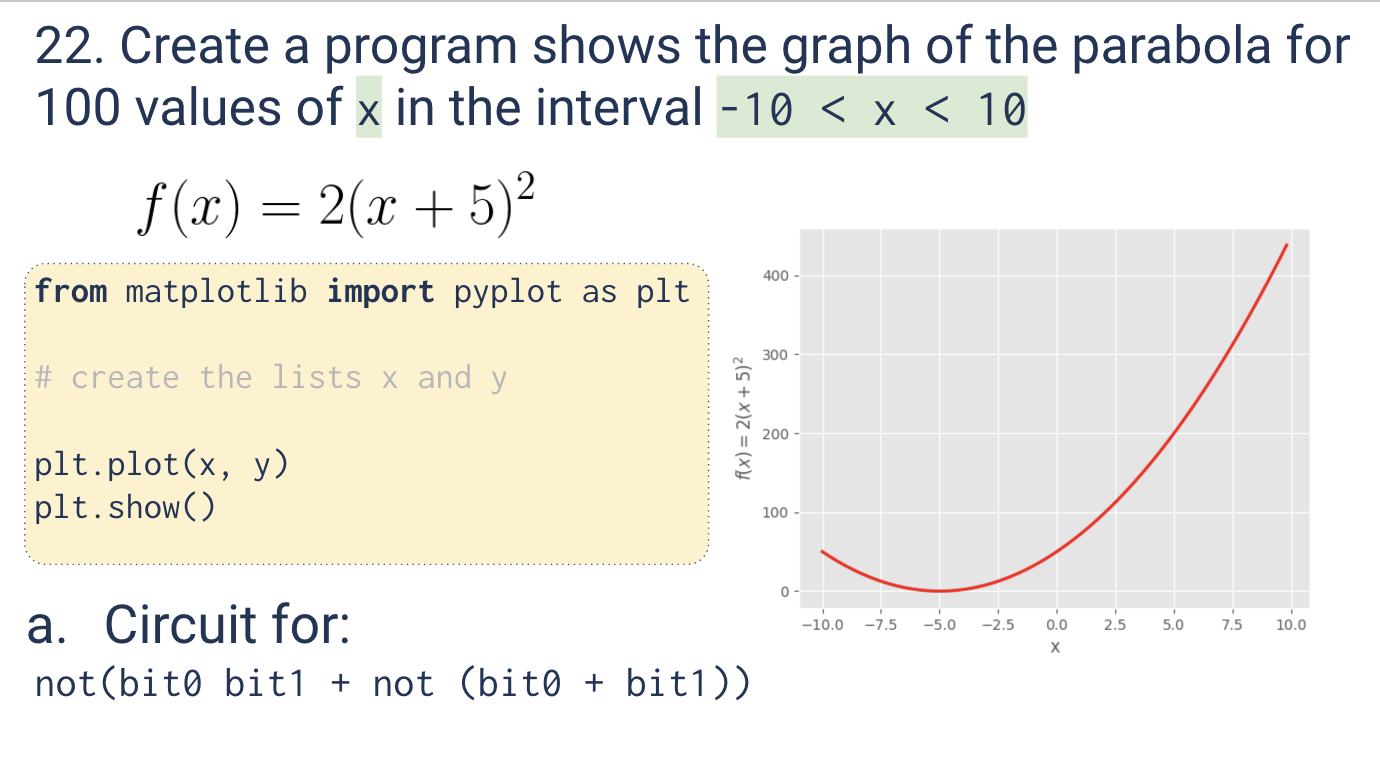 22. Create a program shows the graph of the parabola for
100 values of x in the interval -10 < x < 10
f(x) = 2(x + 5)²
from matplotlib import pyplot as plt
# create the lists x and y
plt.plot(x, y)
plt.show()
a. Circuit for:
not(bit0 bit1 + not (bit0 + bit1))
f(x) = 2(x + 5)²
400
300
200
100
0
−10.0 −7.5 −5.0 −2.5 0.0 2.5 5.0 7.5 10.0
x